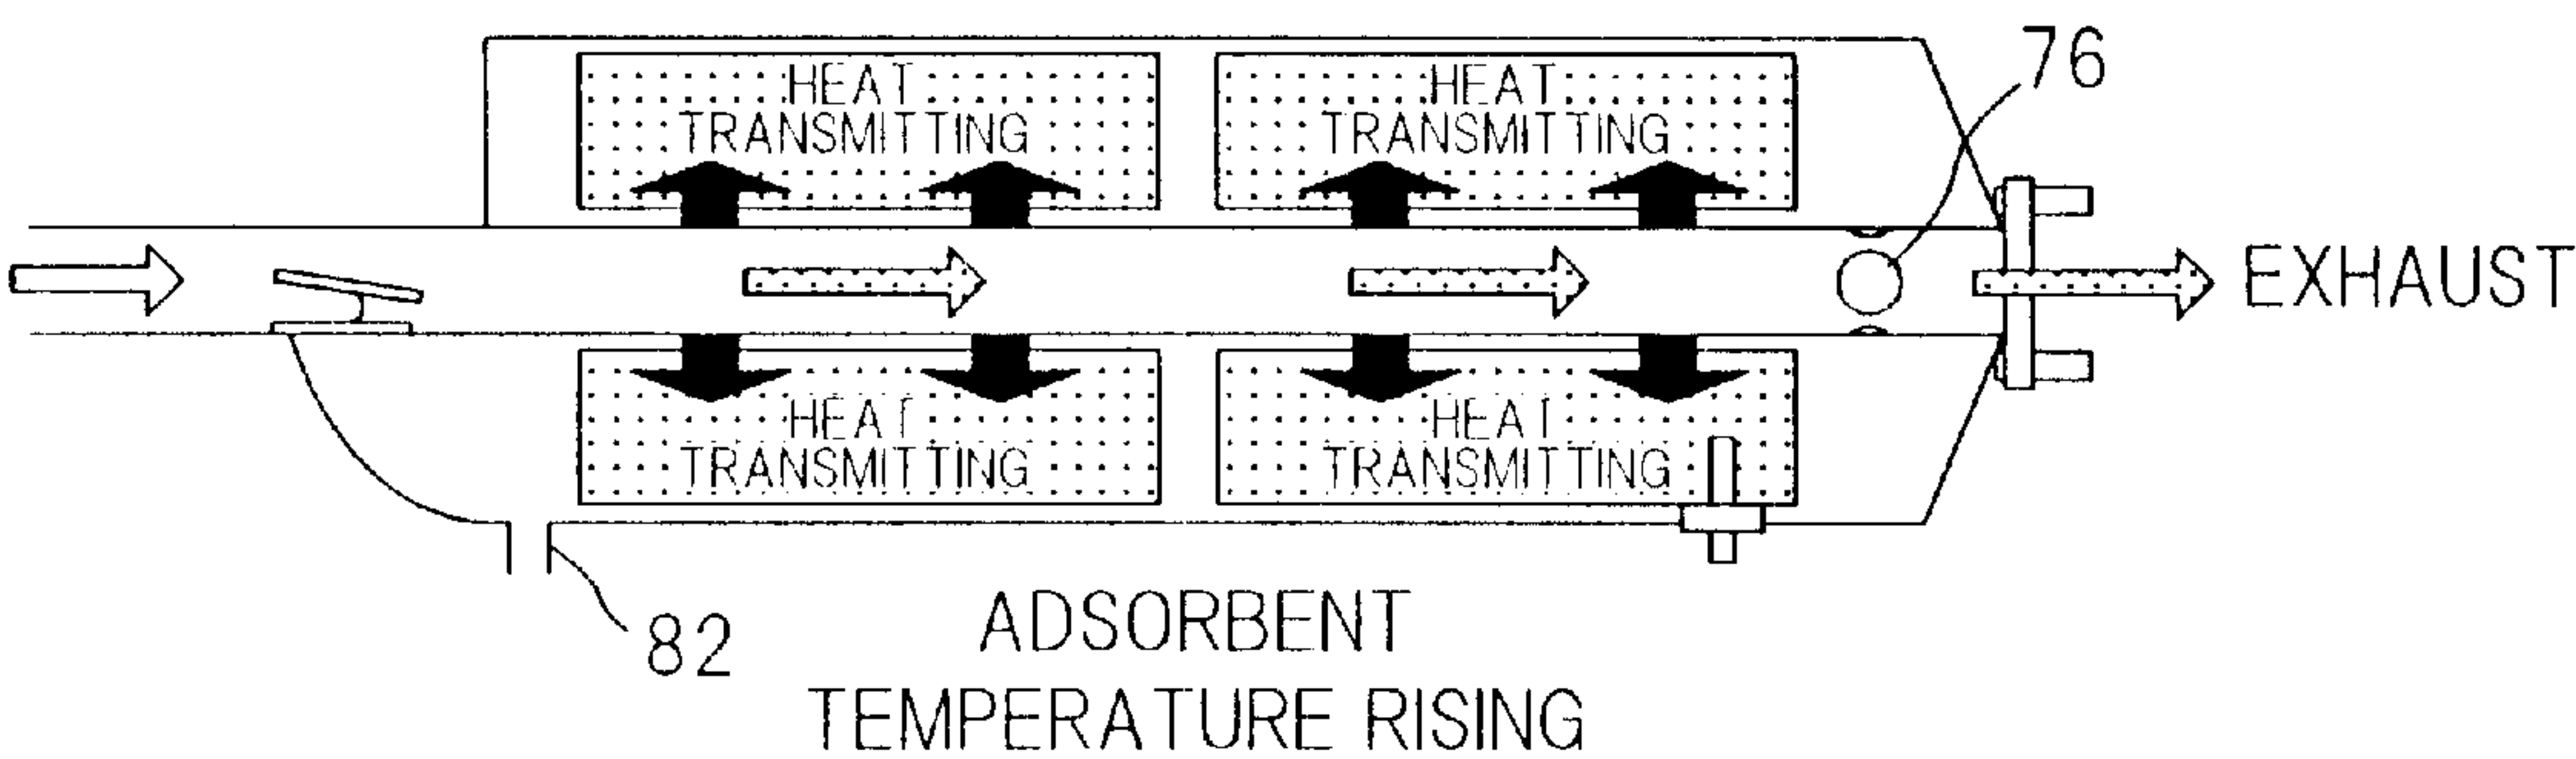 76
HEAT
TRANSMITTING
HEAT
TRANSMITTING
EXHAUST
HEAT
TRANSMITTING
HEAT
TRANSMITTING
82
ADSORBENT
TEMPERATURE RISING